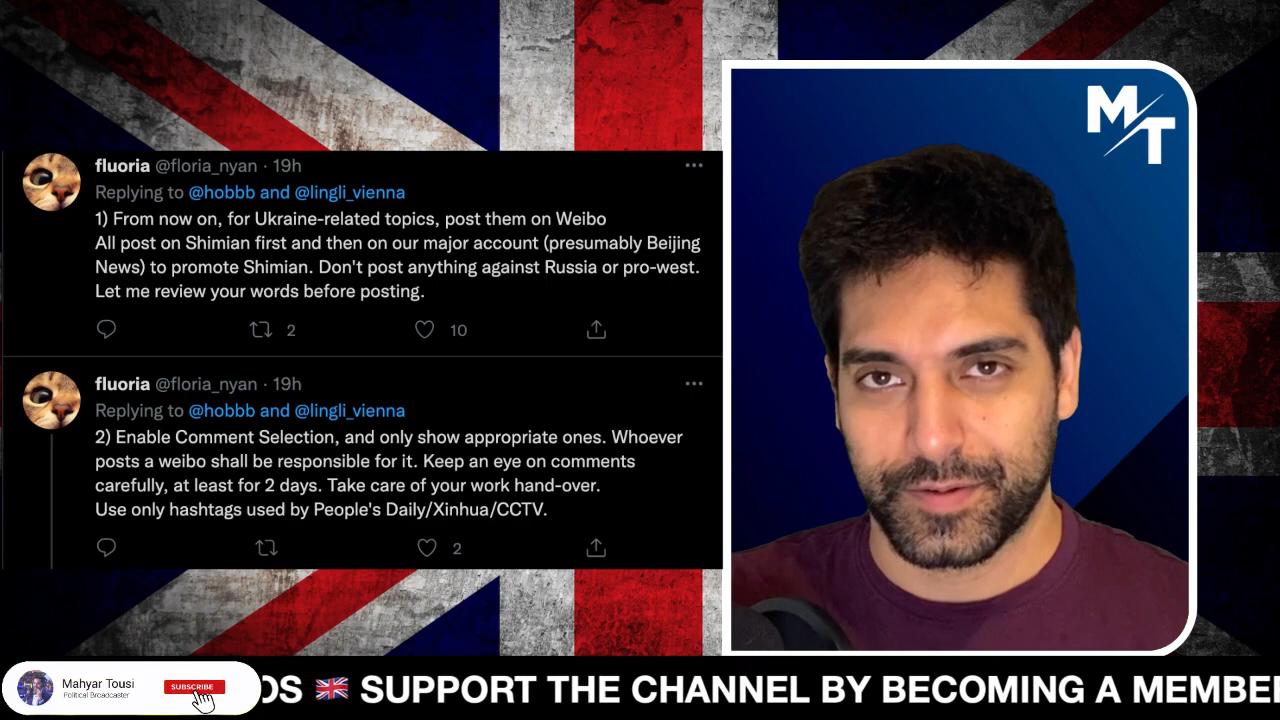 fluoria @floria_nyan · 19h
Replying to @hobbb and @lingli_vienna
1) From now on, for Ukraine-related topics, post them on Weibo
All post on Shimian first and then on our major account (presumably Beijing
News) to promote Shimian. Don't post anything against Russia or pro-west.
Let me review your words before posting.
2
10
fluoria @floria_nyan · 19h
Replying to @hobbb and @lingli_vienna
2) Enable Comment Selection, and only show appropriate ones. Whoever
posts a weibo shall be responsible for it. Keep an eye on comments
carefully, at least for 2 days. Take care of your work hand-over.
Use only hashtags used by People's Daily/Xinhua/CCTV.
2
M/T
Mahyar Tousi
Political Broadcaster
SUBSCRIBE
OS 🇬🇧 SUPPORT THE CHANNEL BY BECOMING A MEMBE